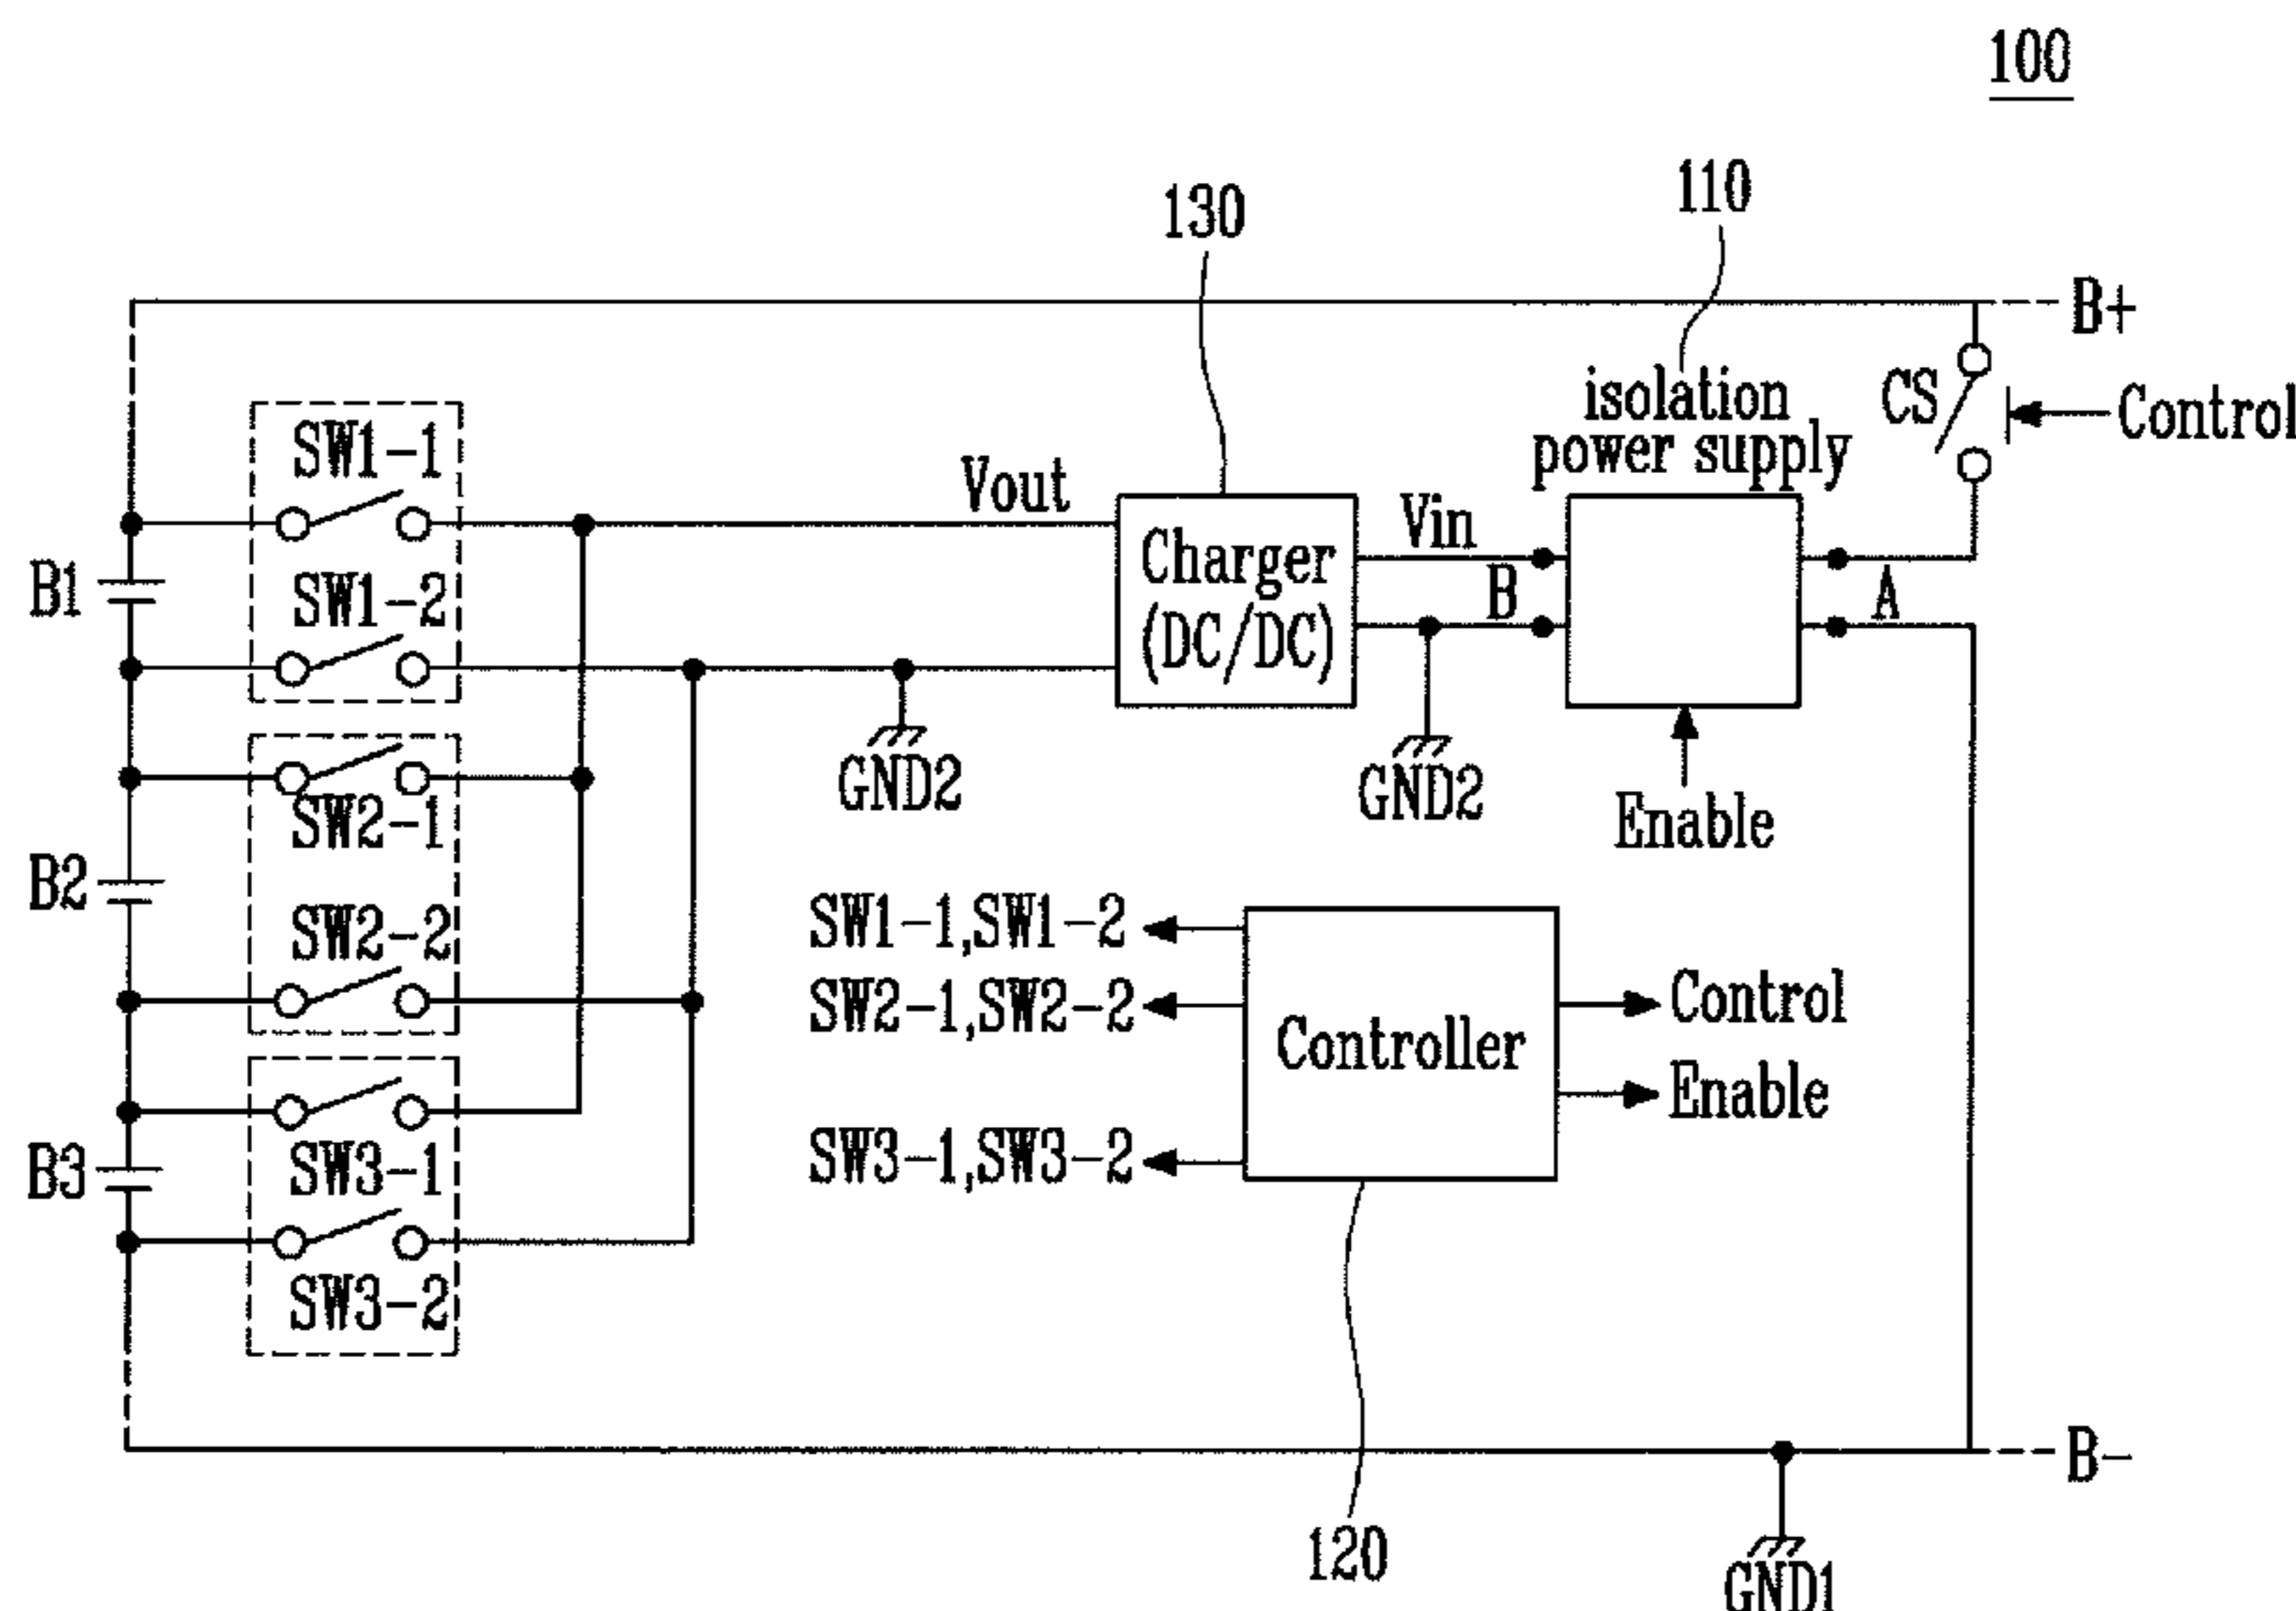 100
110
130
B+
isolation
power supply
CS
Control
SW1-1
Vout
Vin
Charger
(DC/DC)
B
A
B1
SW1-2
GND2
GND2
Enable
SW2-1
B2
SW2-2
SW1-1,SW1-2
SW2-1,SW2-2
SW3-1,SW3-2
Controller
Control
Enable
B3
SW3-1
SW3-2
B-
120
GND1